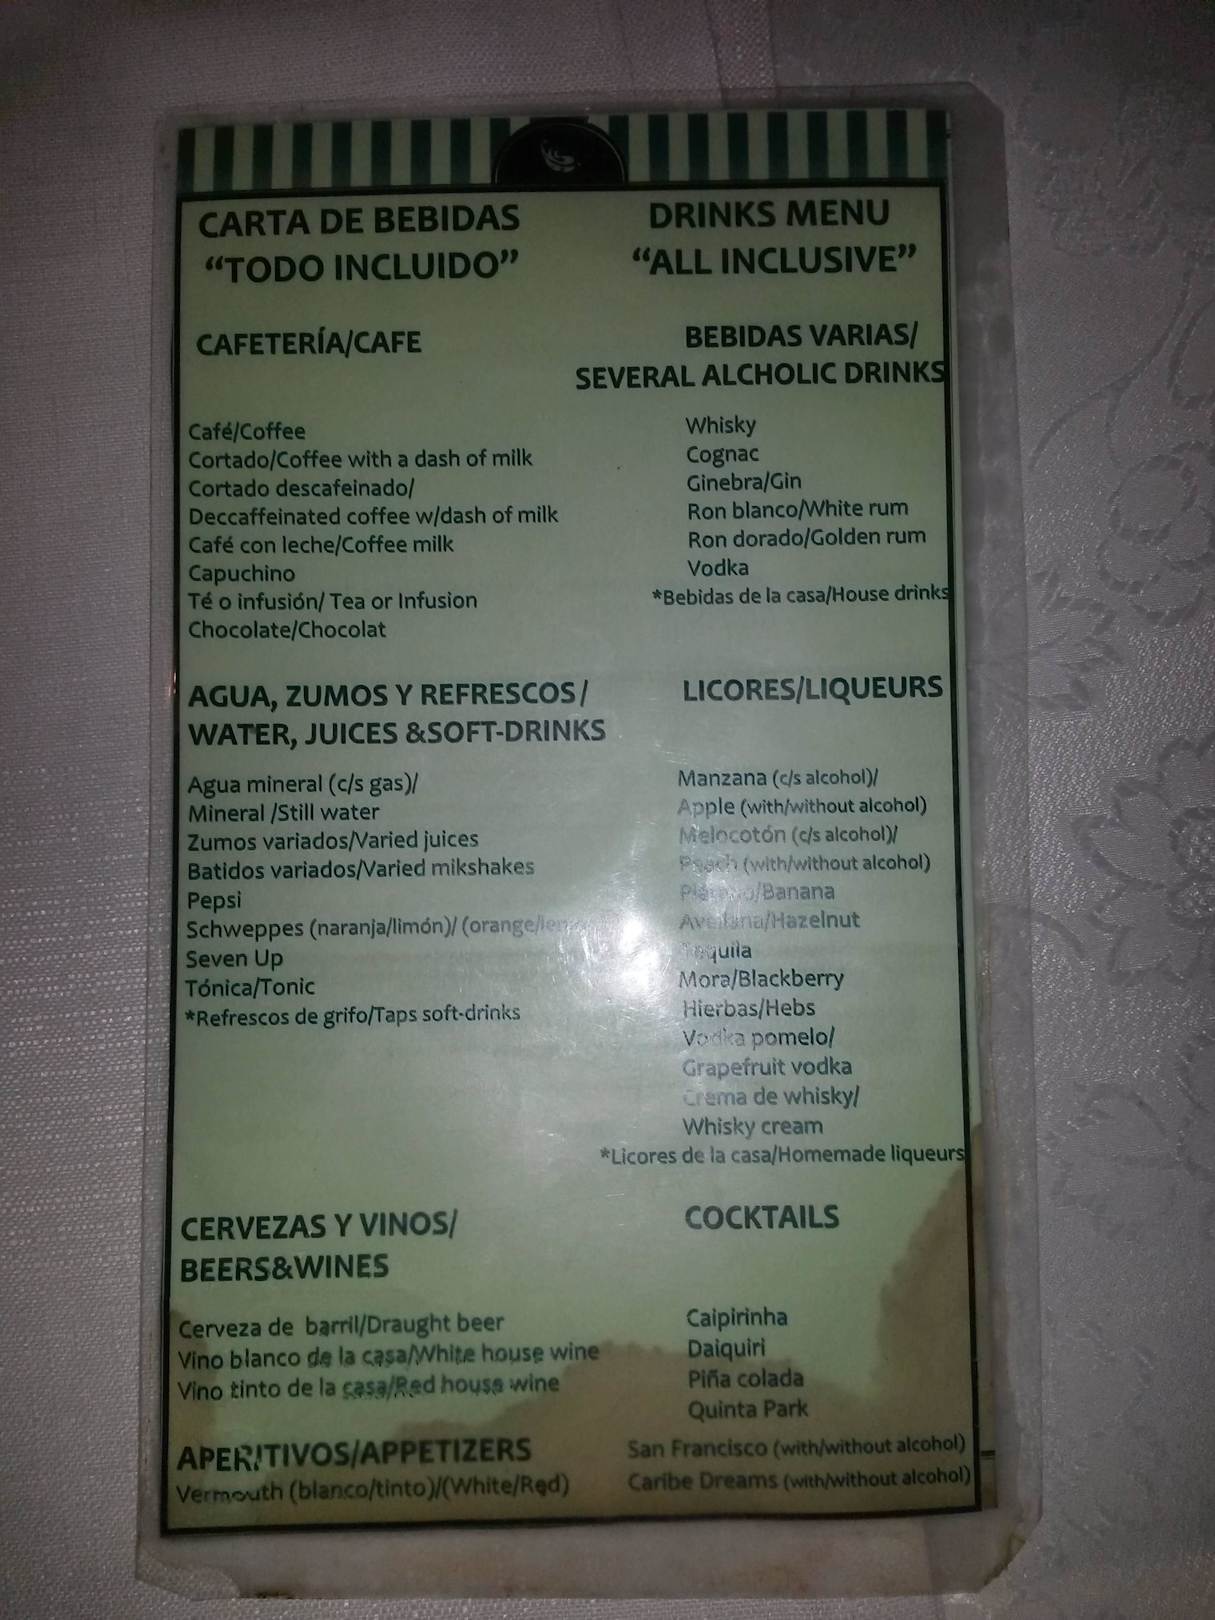 CARTA DE BEBIDAS
"TODO INCLUIDO"
CAFETERÍA/CAFE
Café/Coffee
Cortado/Coffee with a dash of milk
Cortado descafeinado/
Deccaffeinated coffee w/dash of milk
Café con leche/Coffee milk
Capuchino
Té o infusión/ Tea or Infusion
Chocolate/Chocolat
AGUA, ZUMOS Y REFRESCOS/
WATER, JUICES &SOFT-DRINKS
Agua mineral (c/s gas)/
Mineral /Still water
Zumos variados/Varied juices
Batidos variados/Varied mikshakes
Pepsi
Schweppes (naranja/limón)/ (orange/
Seven Up
Tónica/Tonic
*Refrescos de grifo/Taps soft-drinks
CERVEZAS Y VINOS/
BEERS&WINES
Cerveza de barril/Draught beer
Vino blanco de la casa/White house wine
Vino tinto de la casa/Red house wine
APERITIVOS/APPETIZERS
Vermouth (blanco/tinto)/(White/Red)
DRINKS MENU
"ALL INCLUSIVE"
BEBIDAS VARIAS/
SEVERAL ALCHOLIC DRINKS
Whisky
Cognac
Ginebra/Gin
Ron blanco/White rum
Ron dorado/Golden rum
Vodka
*Bebidas de la casa/House drinks
LICORES/LIQUEURS
Manzana (c/s alcohol)/
Apple (with/without alcohol)
Melocotón (c/s alcohol)/
Peach (with/without alcohol)
Plátano/Banana
Avellana/Hazelnut
Tequila
Mora/Blackberry
Hierbas/Hebs
Vodka pomelo/
Grapefruit vodka
Crema de whisky/
Whisky cream
*Licores de la casa/Homemade liqueurs
COCKTAILS
Caipirinha
Daiquiri
Piña colada
Quinta Park
San Francisco (with/without alcohol)
Caribe Dreams (with/without alcohol)